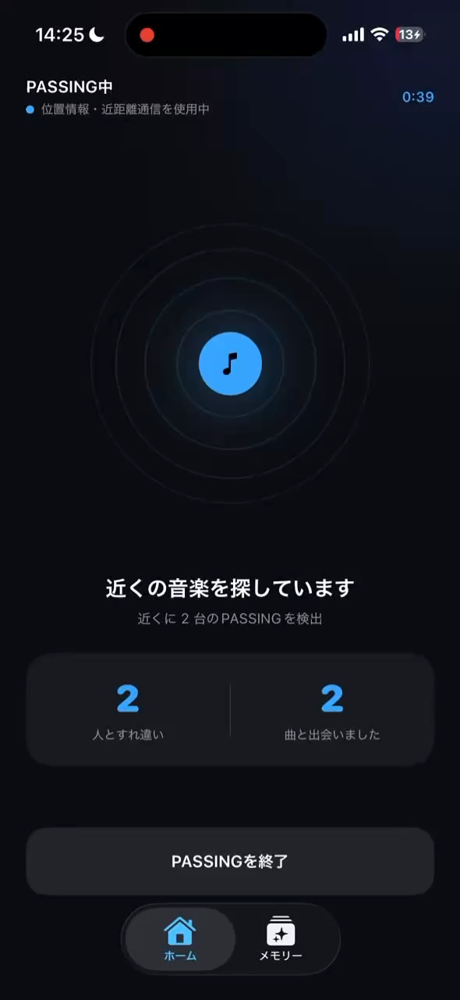 14:25
13
PASSING中
位置情報・近距離通信を使用中
0:39
近くの音楽を探しています
近くに 2 台のPASSINGを検出
2
人とすれ違い
2
曲と出会いました
PASSINGを終了
ホーム
メモリー